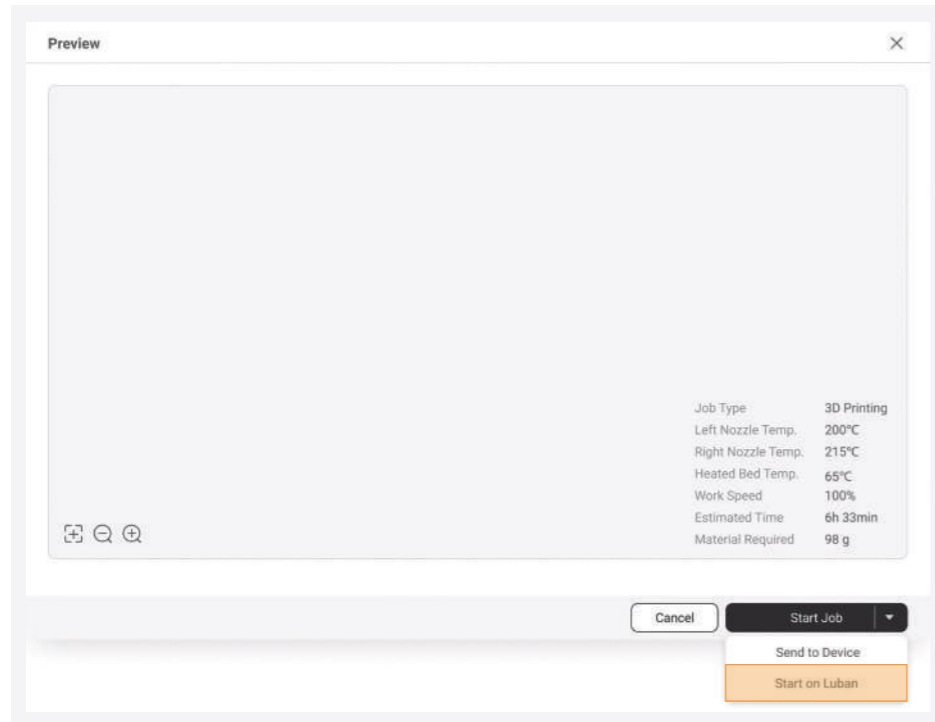 Preview
Job Type 3D Printing
Left Nozzle Temp. 200°C
Right Nozzle Temp. 215°C
Heated Bed Temp. 65°C
Work Speed 100%
Estimated Time 6h 33min
Material Required 98 g
Cancel Start Job
Send to Device
Start on Luban